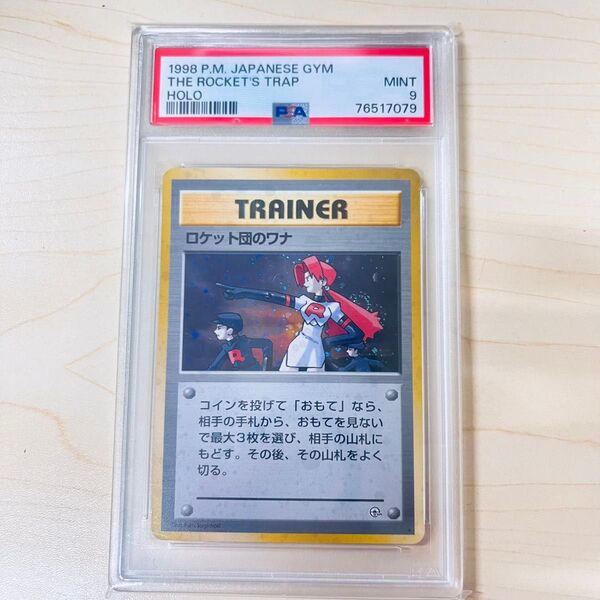 1998 P.M. JAPANESE GYM
THE ROCKET'S TRAP MINT
HOLO 9
PSA 76517079
TRAINER
ロケット団のワナ
R
R
コインを投げて「おもて」なら、
相手の手札から、おもてを見ない
で最大3枚を選び、相手の山札に
もどす。その後、その山札をよく
切る。